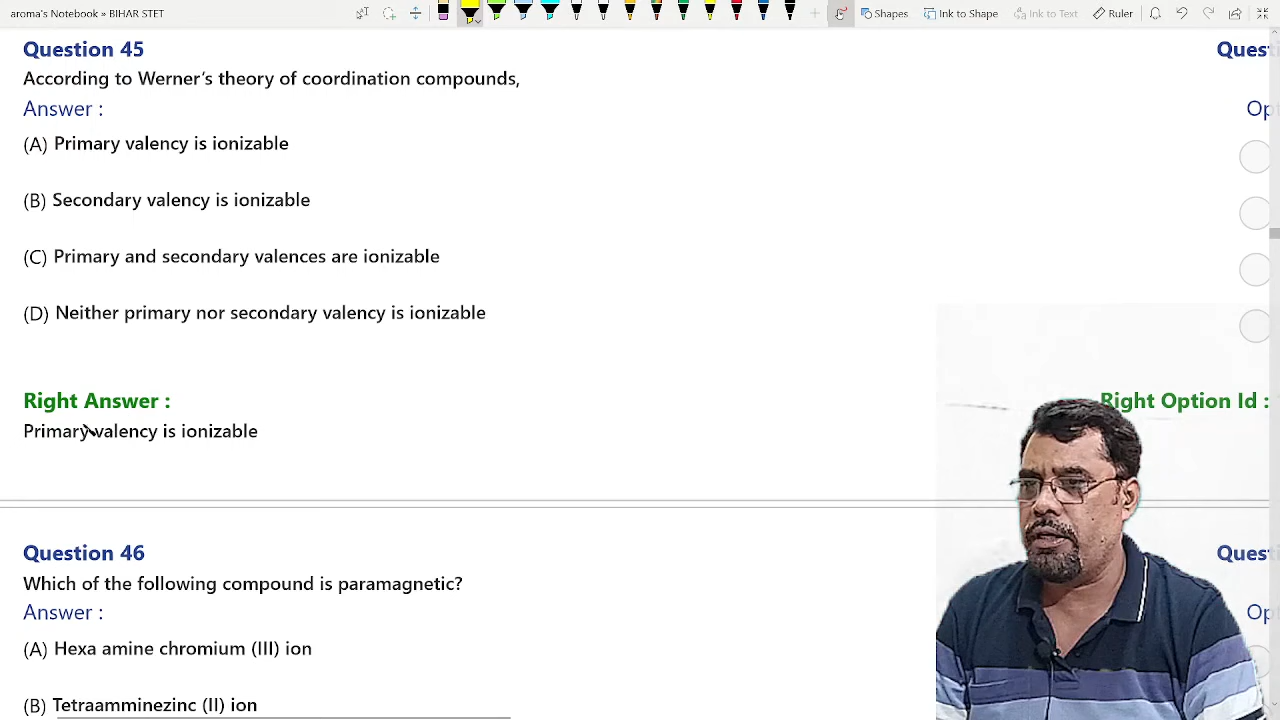 aroma's Notebook » BIHAR STET
Shapes Ink to Shape Ink to Text Ruler
Question 45
According to Werner's theory of coordination compounds,
Answer :
(A) Primary valency is ionizable
(B) Secondary valency is ionizable
(C) Primary and secondary valences are ionizable
(D) Neither primary nor secondary valency is ionizable
Right Answer :
Right Option Id :
Primary valency is ionizable
Question 46
Which of the following compound is paramagnetic?
Answer :
(A) Hexa amine chromium (III) ion
(B) Tetraamminezinc (II) ion